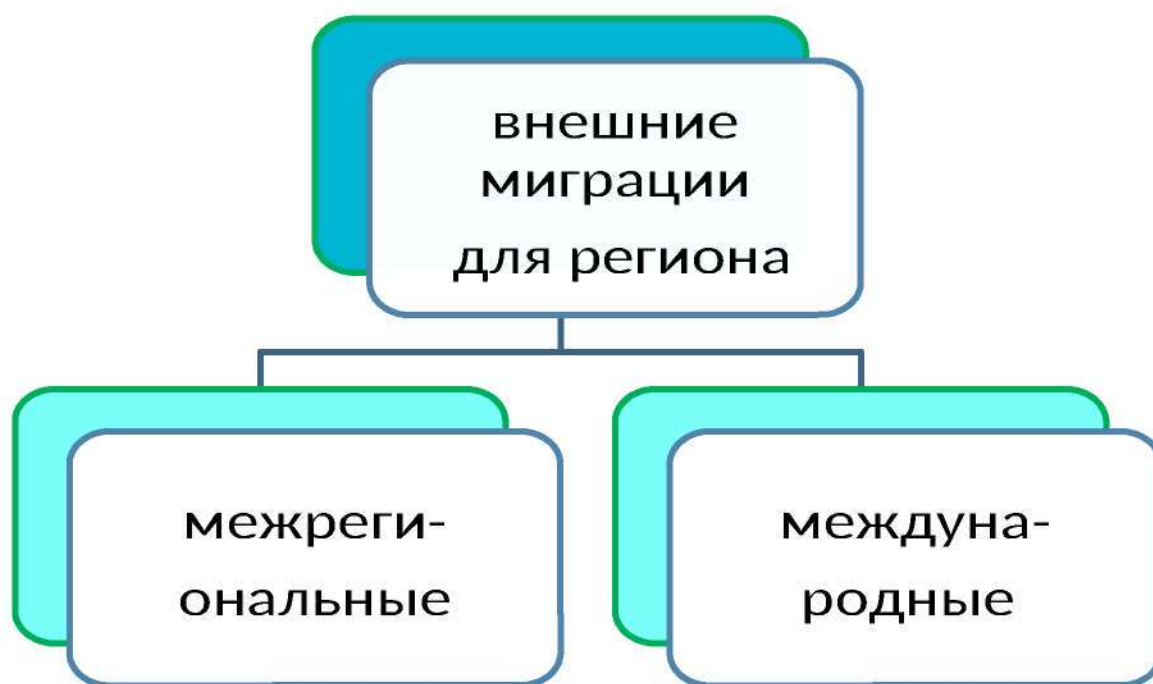 внешние
миграции
для региона
межреги-
ональные
междуна-
родные